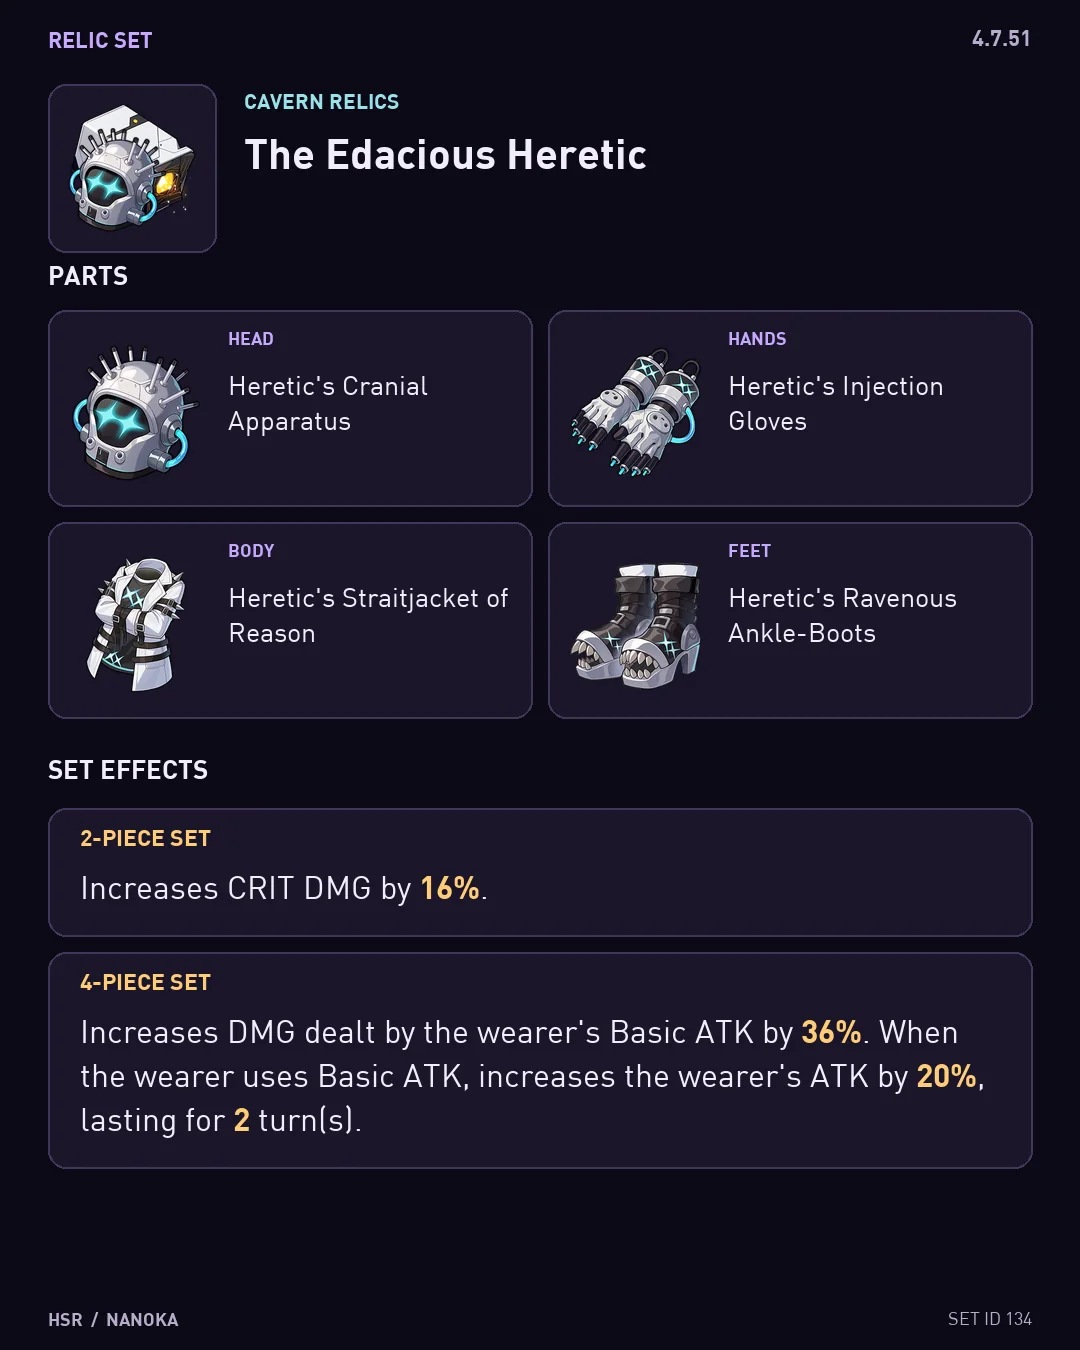 RELIC SET
4.7.51
CAVERN RELICS
The Edacious Heretic
PARTS
HEAD
Heretic's Cranial
Apparatus
HANDS
Heretic's Injection
Gloves
BODY
Heretic's Straitjacket of
Reason
FEET
Heretic's Ravenous
Ankle-Boots
SET EFFECTS
2-PIECE SET
Increases CRIT DMG by 16%.
4-PIECE SET
Increases DMG dealt by the wearer's Basic ATK by 36%. When
the wearer uses Basic ATK, increases the wearer's ATK by 20%,
lasting for 2 turn(s).
HSR / NANOKA
SET ID 134